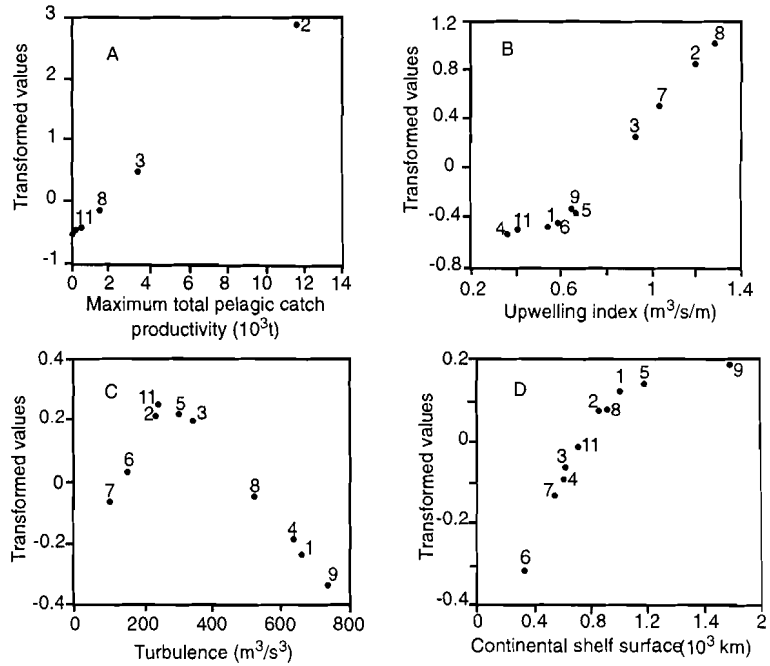 A
Transformed values
3
2
1
0
-1
2
3
8
11
0 2 4 6 8 10 12 14
Maximum total pelagic catch
productivity (10³t)
B
Transformed values
1.2
0.8
0.4
0
-0.4
-0.8
8
2
7
3
9
5
4 11 1 6
0.2 0.6 1 1.4
Upwelling index (m³/s/m)
C
Transformed values
0.4
0.2
0
-0.2
-0.4
11
2 5 3
6
7
8
4
1
9
0 200 400 600 800
Turbulence (m³/s³)
D
Transformed values
0.2
0
-0.2
-0.4
1 5 9
2 8
11
3
4
7
6
0 0.4 0.8 1.2 1.6 2
Continental shelf surface(10³ km)